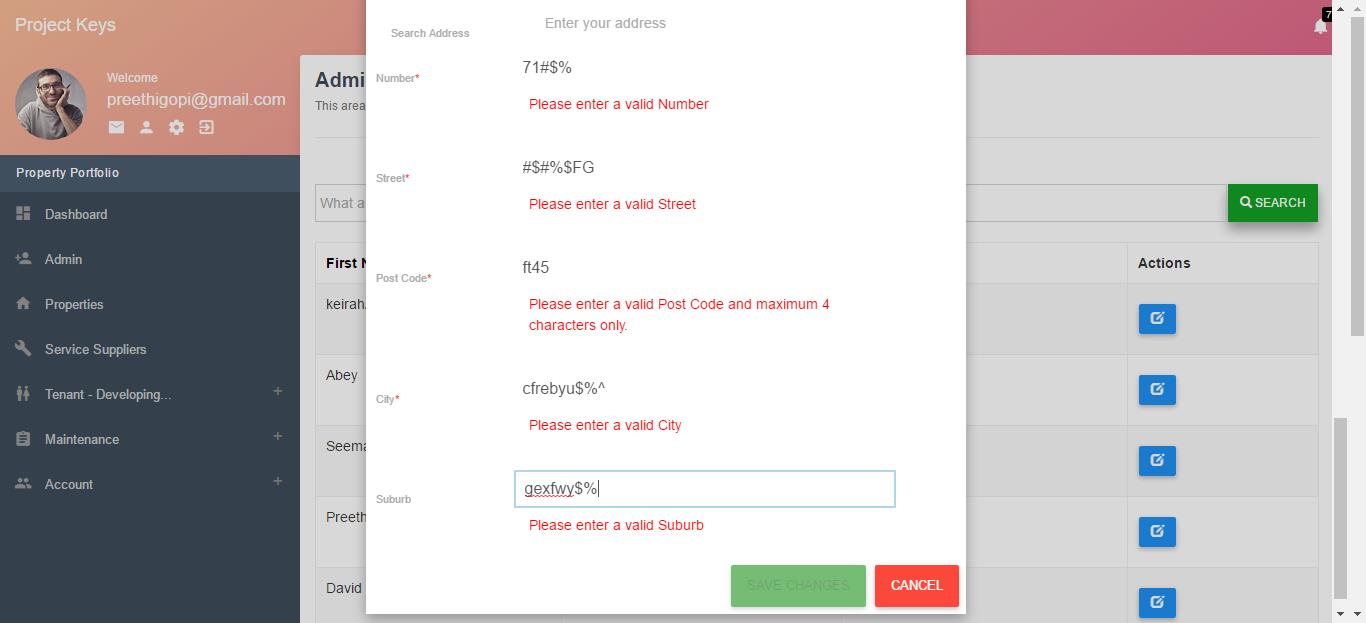 Project Keys
7
Welcome
preethigopi@gmail.com
Property Portfolio
Dashboard
Admin
Properties
Service Suppliers
Tenant - Developing...
+
Maintenance
+
Account
+
Admi
This area
What a
SEARCH
First N
Actions
keirah
Abey
Seema
Preeth
David
Search Address
Enter your address
Number*
71#$%
Please enter a valid Number
Street*
#$#%$FG
Please enter a valid Street
Post Code*
ft45
Please enter a valid Post Code and maximum 4
characters only.
City*
cfrebyu$%^
Please enter a valid City
Suburb
gexfwy$%
Please enter a valid Suburb
SAVE CHANGES
CANCEL